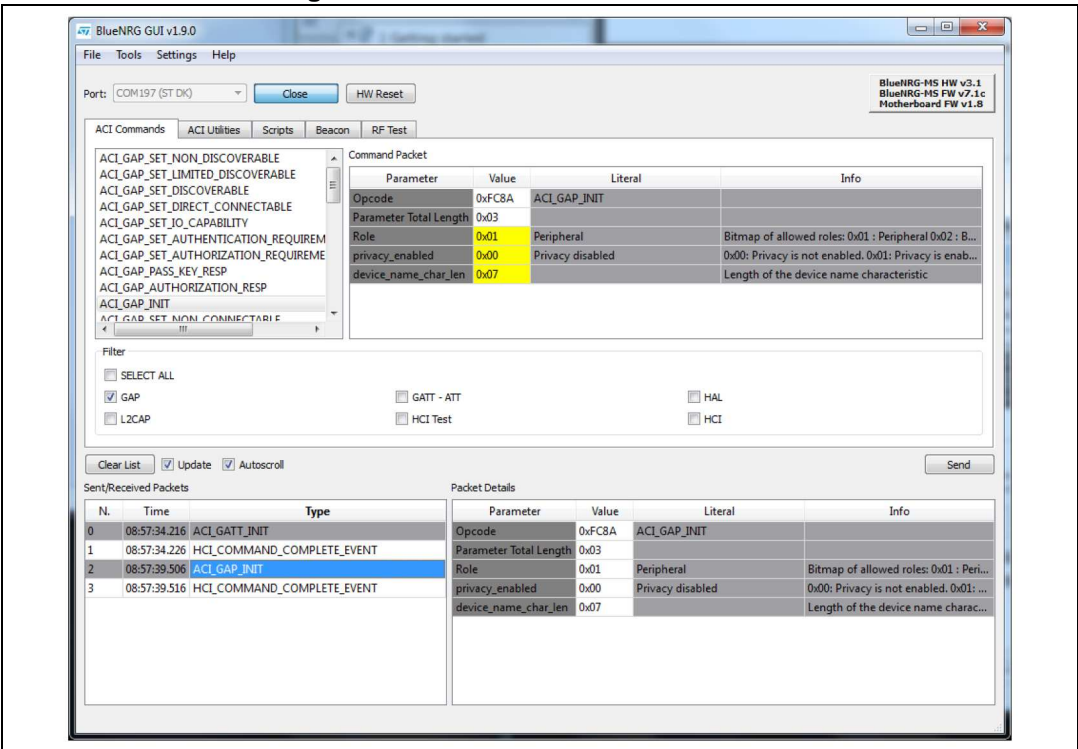 BlueNRG GUI v1.9.0
File Tools Settings Help
Port: COM197 (ST DK) Close HW Reset
BlueNRG-MS HW v3.1
BlueNRG-MS FW v7.1c
Motherboard FW v1.8
ACI Commands ACI Utilities Scripts Beacon RF Test
ACI_GAP_SET_NON_DISCOVERABLE
ACI_GAP_SET_LIMITED_DISCOVERABLE
ACI_GAP_SET_DISCOVERABLE
ACI_GAP_SET_DIRECT_CONNECTABLE
ACI_GAP_SET_IO_CAPABILITY
ACI_GAP_SET_AUTHENTICATION_REQUIREM
ACI_GAP_SET_AUTHORIZATION_REQUIREME
ACI_GAP_PASS_KEY_RESP
ACI_GAP_AUTHORIZATION_RESP
ACI_GAP_INIT
ACI_GAP_SET_NON_CONNECTABLE
Command Packet
Parameter Value Literal Info
Opcode 0xFC8A ACI_GAP_INIT
Parameter Total Length 0x03
Role 0x01 Peripheral Bitmap of allowed roles: 0x01 : Peripheral 0x02 : B...
privacy_enabled 0x00 Privacy disabled 0x00: Privacy is not enabled. 0x01: Privacy is enab...
device_name_char_len 0x07 Length of the device name characteristic
Filter
SELECT ALL
GAP GATT - ATT HAL
L2CAP HCI Test HCI
Clear List Update Autoscroll Send
Sent/Received Packets
N. Time Type
0 08:57:34.216 ACI_GATT_INIT
1 08:57:34.226 HCI_COMMAND_COMPLETE_EVENT
2 08:57:39.506 ACI_GAP_INIT
3 08:57:39.516 HCI_COMMAND_COMPLETE_EVENT
Packet Details
Parameter Value Literal Info
Opcode 0xFC8A ACI_GAP_INIT
Parameter Total Length 0x03
Role 0x01 Peripheral Bitmap of allowed roles: 0x01 : Peri...
privacy_enabled 0x00 Privacy disabled 0x00: Privacy is not enabled. 0x01: ...
device_name_char_len 0x07 Length of the device name charac...